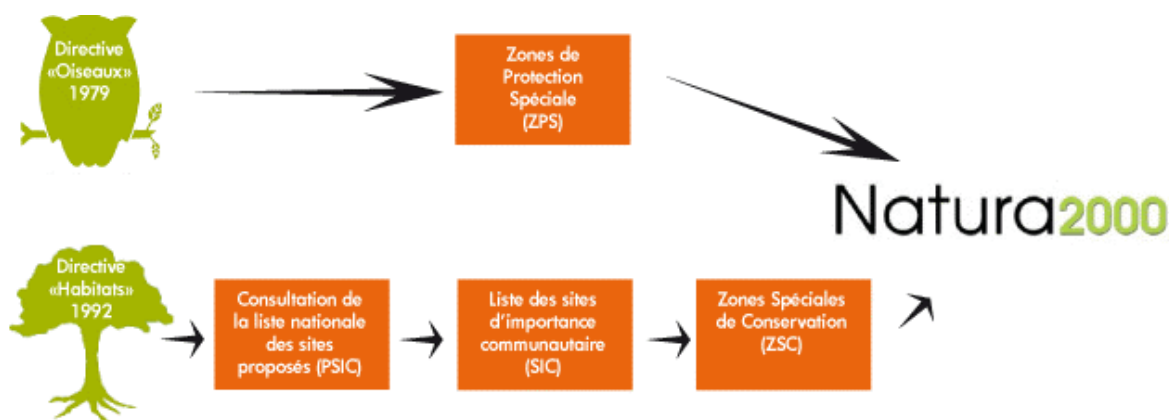 Directive
«Oiseaux»
1979
Zones de
Protection
Spéciale
(ZPS)
Natura2000
Directive
«Habitats»
1992
Consultation de
la liste nationale
des sites
proposés (PSIC)
Liste des sites
d'importance
communautaire
(SIC)
Zones Spéciales
de Conservation
(ZSC)